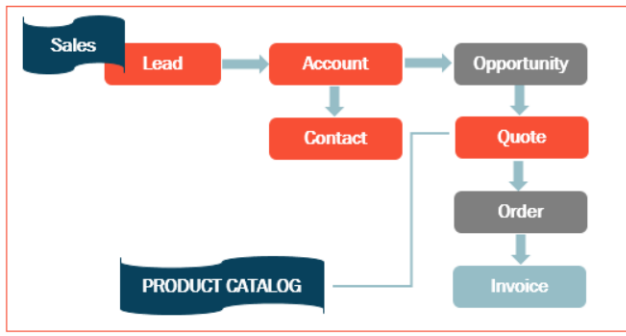 Sales
Lead
Account
Opportunity
Contact
Quote
Order
PRODUCT CATALOG
Invoice